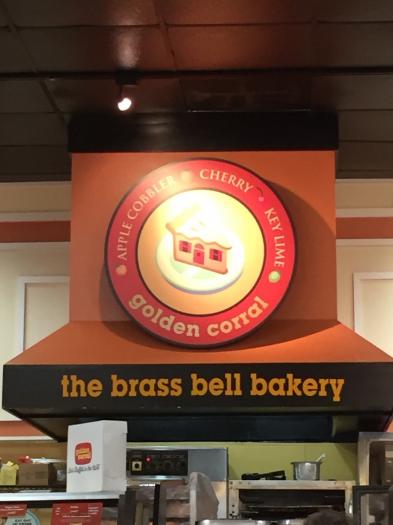 APPLE COBBLER CHERRY KEY LIME
golden corral
the brass bell bakery